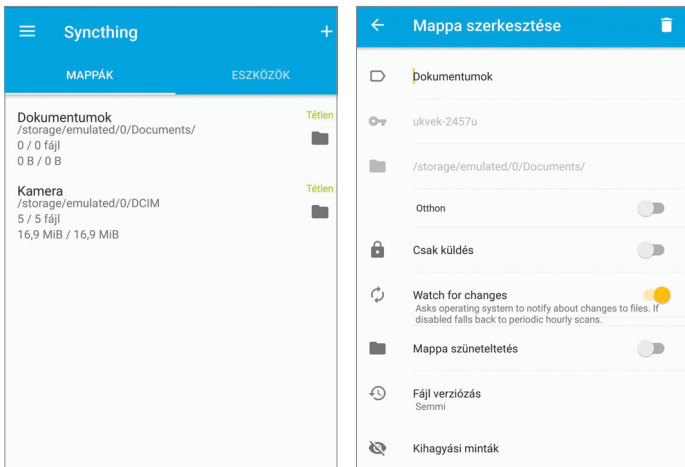 Syncthing
MAPPÁK
ESZKÖZÖK
Dokumentumok
Tétlen
/storage/emulated/0/Documents/
0 / 0 fájl
0 B / 0 B
Kamera
Tétlen
/storage/emulated/0/DCIM
5 / 5 fájl
16,9 MiB / 16,9 MiB
Mappa szerkesztése
Dokumentumok
ukvek-2457u
/storage/emulated/0/Documents/
Otthon
Csak küldés
Watch for changes
Asks operating system to notify about changes to files. If
disabled falls back to periodic hourly scans.
Mappa szüneteltetés
Fájl verziózás
Semmi
Kihagyási minták